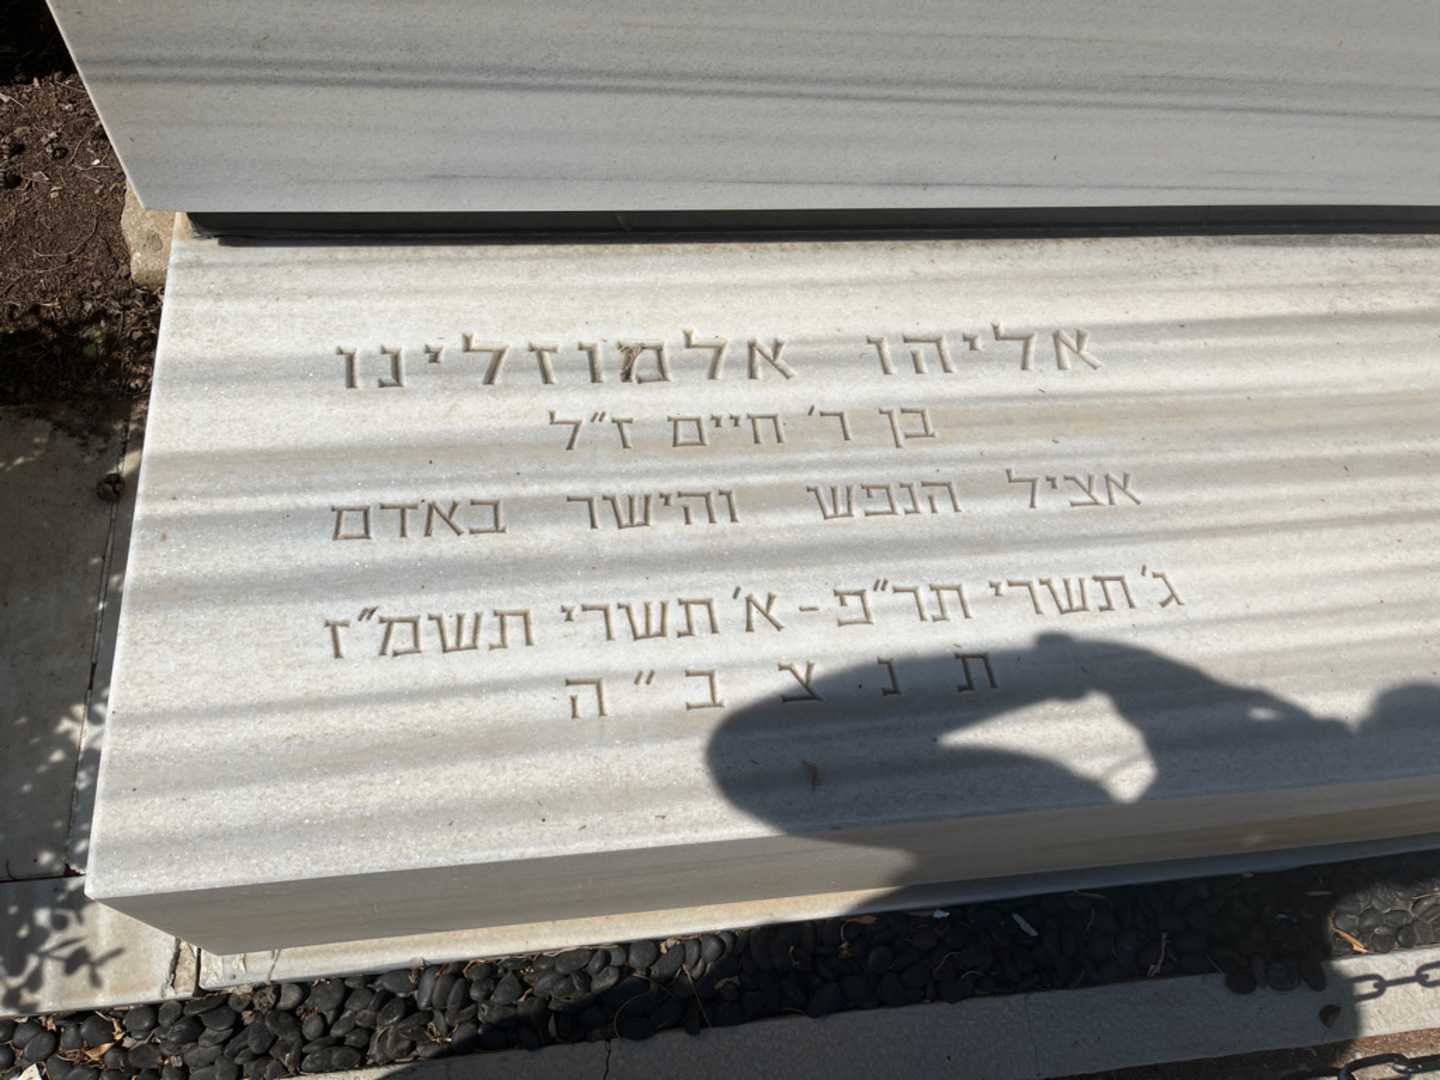 אליהו אלמוזלינו
בן ר׳ חיים ז״ל
אציל הנפש והישר באדם
ג׳ תשרי תר״פ - א׳ תשרי תשמ״ז
ת נ צ ב ״ ה